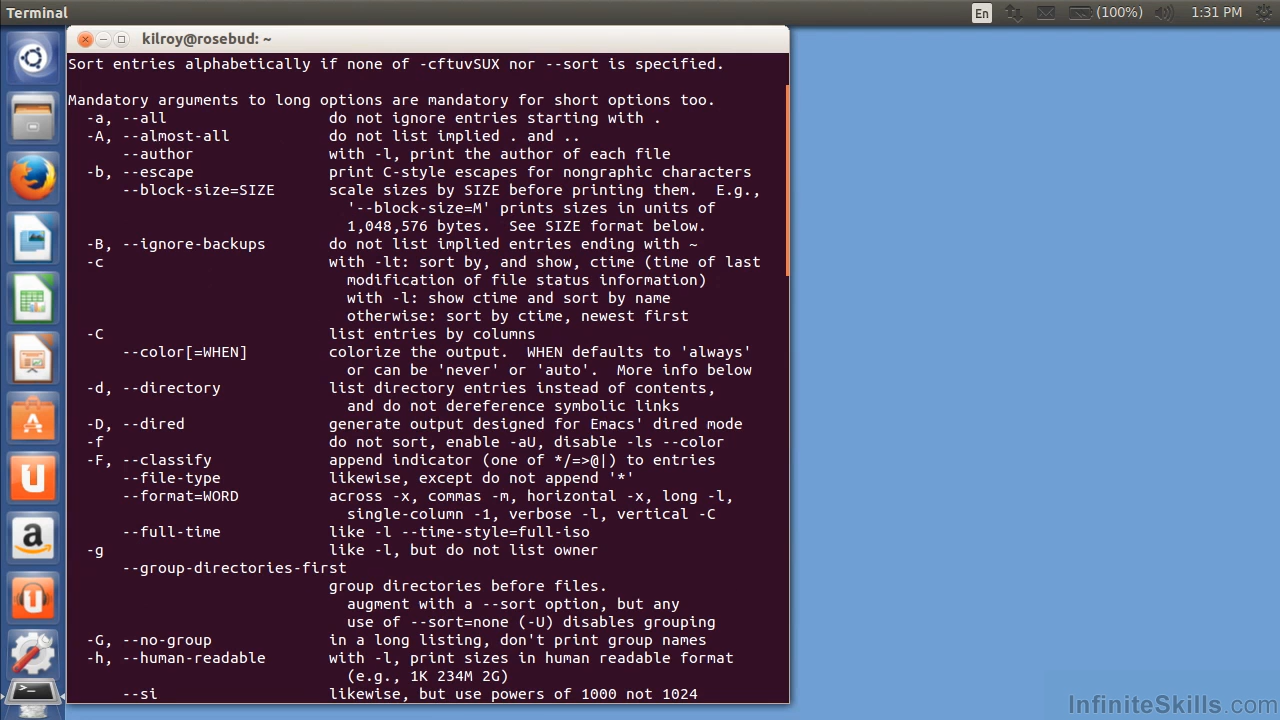 Terminal
En
(100%)
1:31 PM
kilroy@rosebud: ~
Sort entries alphabetically if none of -cftuvSUX nor --sort is specified.
Mandatory arguments to long options are mandatory for short options too.
-a, --all                  do not ignore entries starting with .
-A, --almost-all           do not list implied . and ..
--author               with -l, print the author of each file
-b, --escape               print C-style escapes for nongraphic characters
--block-size=SIZE      scale sizes by SIZE before printing them.  E.g.,
'--block-size=M' prints sizes in units of
1,048,576 bytes.  See SIZE format below.
-B, --ignore-backups       do not list implied entries ending with ~
-c                         with -lt: sort by, and show, ctime (time of last
modification of file status information)
with -l: show ctime and sort by name
otherwise: sort by ctime, newest first
-C                         list entries by columns
--color[=WHEN]         colorize the output.  WHEN defaults to 'always'
or can be 'never' or 'auto'.  More info below
-d, --directory            list directory entries instead of contents,
and do not dereference symbolic links
-D, --dired                generate output designed for Emacs' dired mode
-f                         do not sort, enable -aU, disable -ls --color
-F, --classify             append indicator (one of */=>@|) to entries
--file-type            likewise, except do not append '*'
--format=WORD          across -x, commas -m, horizontal -x, long -l,
single-column -1, verbose -l, vertical -C
--full-time            like -l --time-style=full-iso
-g                         like -l, but do not list owner
--group-directories-first
group directories before files.
augment with a --sort option, but any
use of --sort=none (-U) disables grouping
-G, --no-group             in a long listing, don't print group names
-h, --human-readable       with -l, print sizes in human readable format
(e.g., 1K 234M 2G)
--si                   likewise, but use powers of 1000 not 1024
InfiniteSkills.com